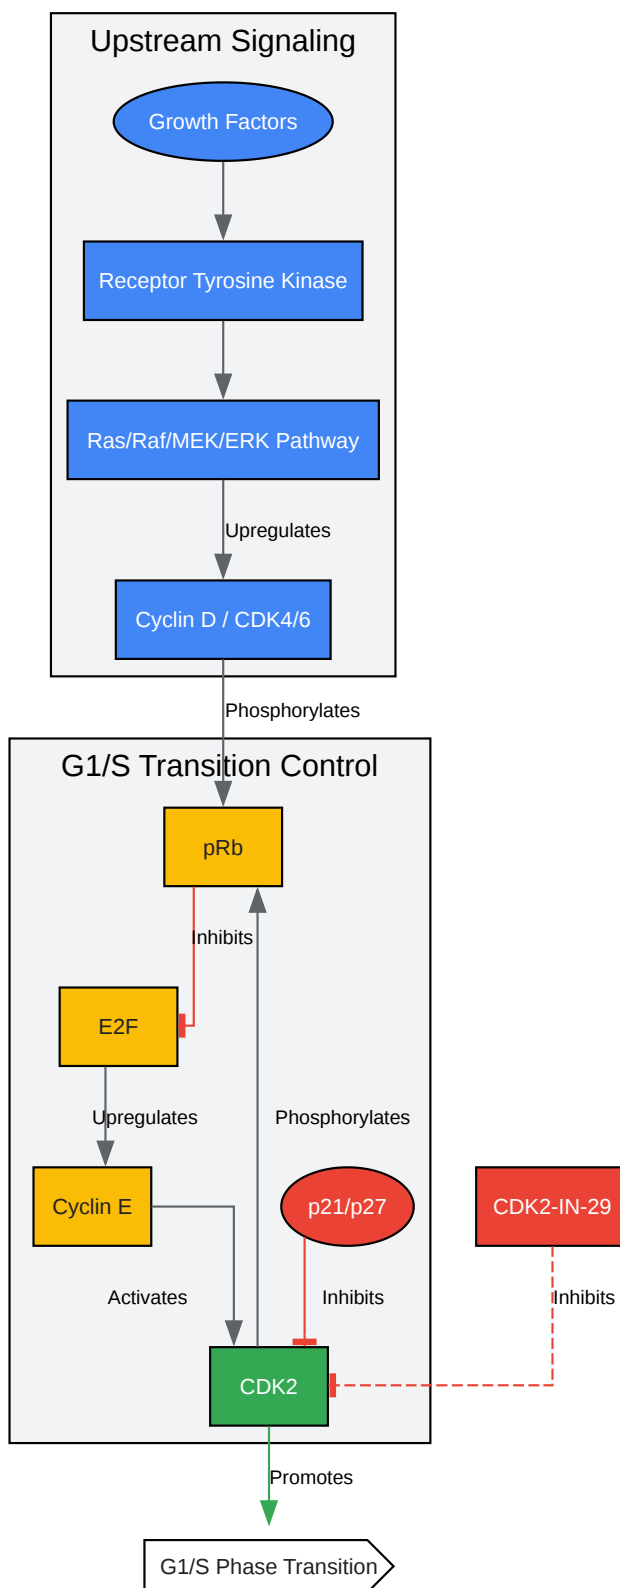 Upstream Signaling
Growth Factors
Receptor Tyrosine Kinase
Ras/Raf/MEK/ERK Pathway
Upregulates
Cyclin D / CDK4/6
Phosphorylates
G1/S Transition Control
pRb
Inhibits
E2F
Upregulates
Phosphorylates
Cyclin E
p21/p27
CDK2-IN-29
Activates
Inhibits
Inhibits
CDK2
Promotes
G1/S Phase Transition